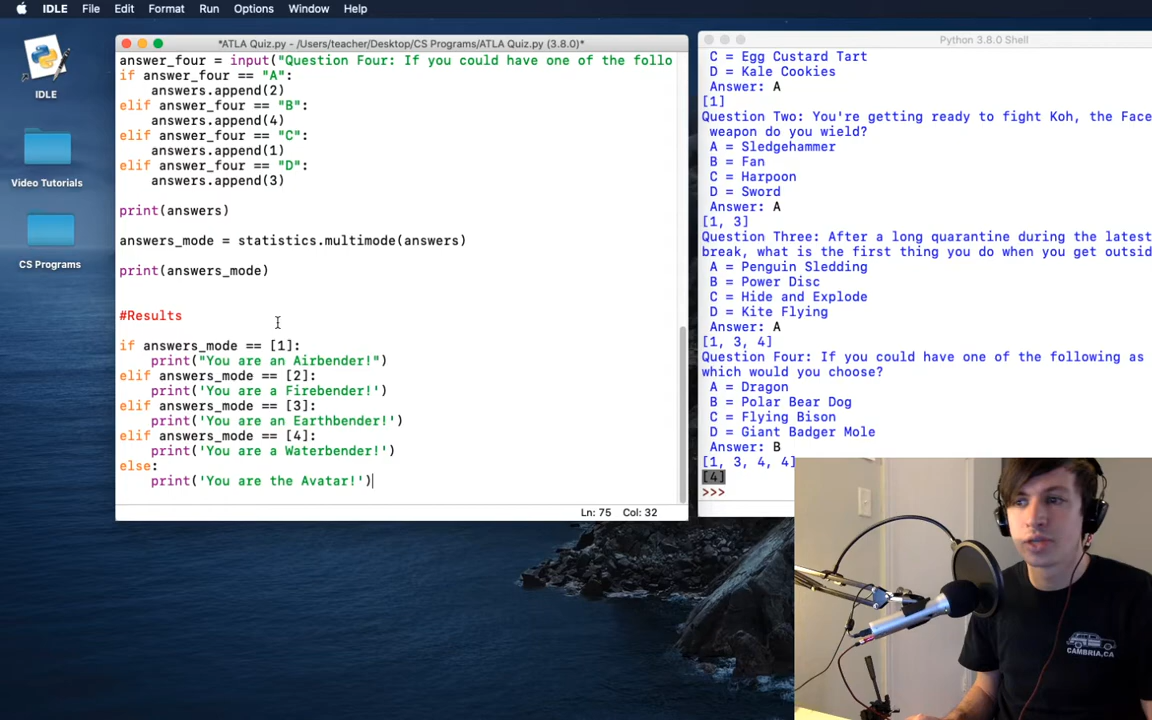 IDLE File Edit Format Run Options Window Help
IDLE
Video Tutorials
CS Programs
*ATLA Quiz.py - /Users/teacher/Desktop/CS Programs/ATLA Quiz.py (3.8.0)*
answer_four = input("Question Four: If you could have one of the follo
if answer_four == "A":
    answers.append(2)
elif answer_four == "B":
    answers.append(4)
elif answer_four == "C":
    answers.append(1)
elif answer_four == "D":
    answers.append(3)
print(answers)
answers_mode = statistics.multimode(answers)
print(answers_mode)
#Results
if answers_mode == [1]:
    print("You are an Airbender!")
elif answers_mode == [2]:
    print('You are a Firebender!')
elif answers_mode == [3]:
    print('You are an Earthbender!')
elif answers_mode == [4]:
    print('You are a Waterbender!')
else:
    print('You are the Avatar!')
Ln: 75 Col: 32
Python 3.8.0 Shell
C = Egg Custard Tart
D = Kale Cookies
Answer: A
[1]
Question Two: You're getting ready to fight Koh, the Face
weapon do you wield?
A = Sledgehammer
B = Fan
C = Harpoon
D = Sword
Answer: A
[1, 3]
Question Three: After a long quarantine during the latest
break, what is the first thing you do when you get outsid
A = Penguin Sledding
B = Power Disc
C = Hide and Explode
D = Kite Flying
Answer: A
[1, 3, 4]
Question Four: If you could have one of the following as
which would you choose?
A = Dragon
B = Polar Bear Dog
C = Flying Bison
D = Giant Badger Mole
Answer: B
[1, 3, 4, 4]
[4]
>>>
CAMBRIA, CA